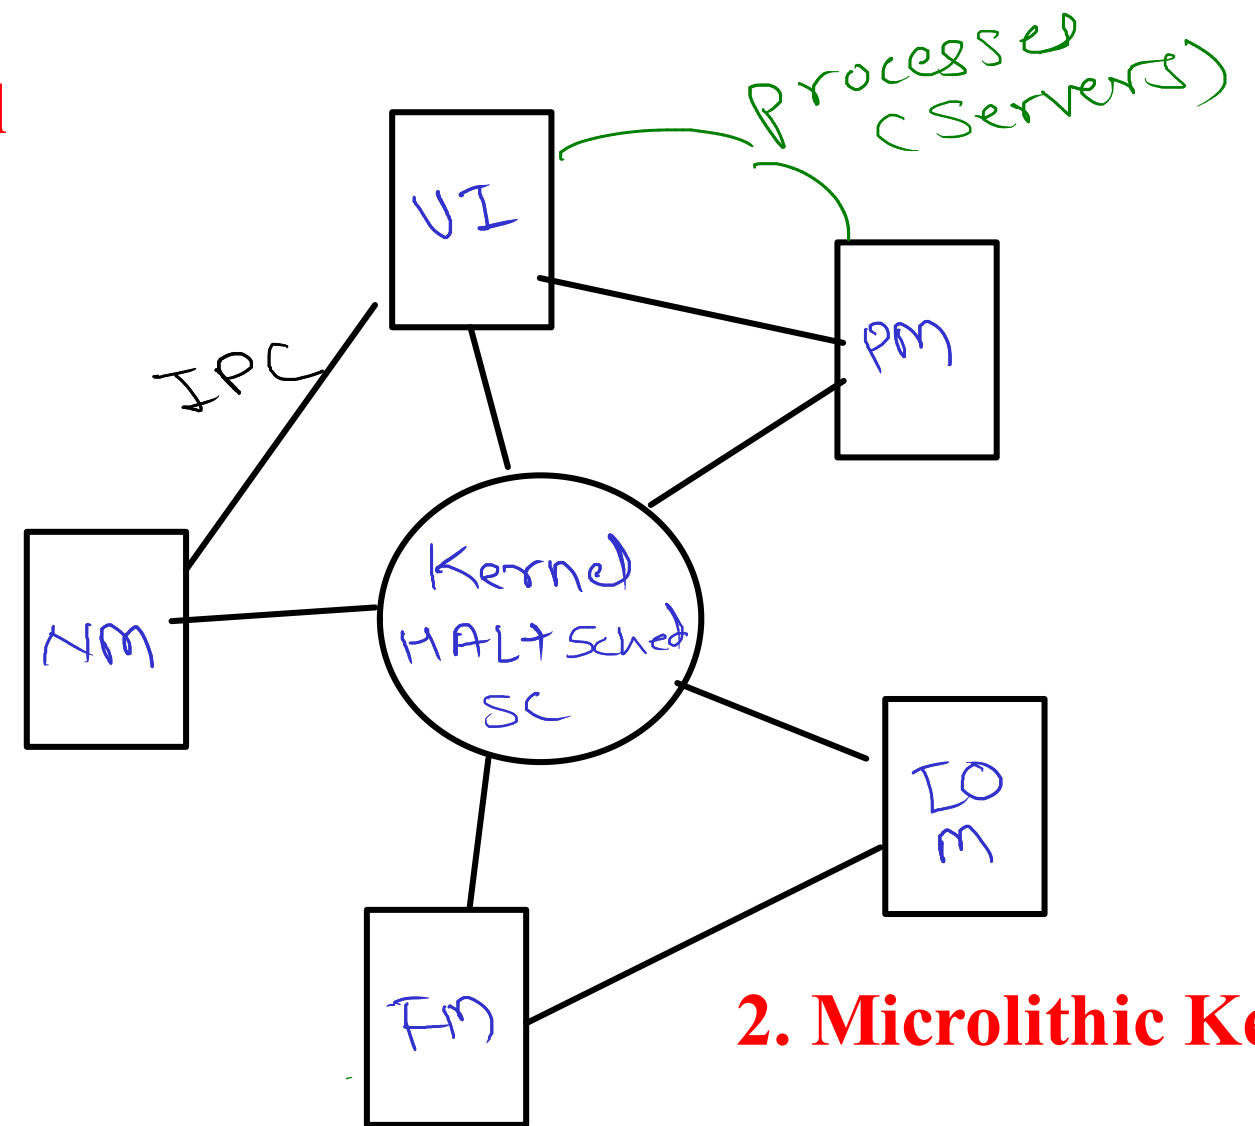 processes
(servers)
UI
PM
IPC
Kernel
HAL+Sched
SC
NM
IO
M
FM
2. Microlithic Ke